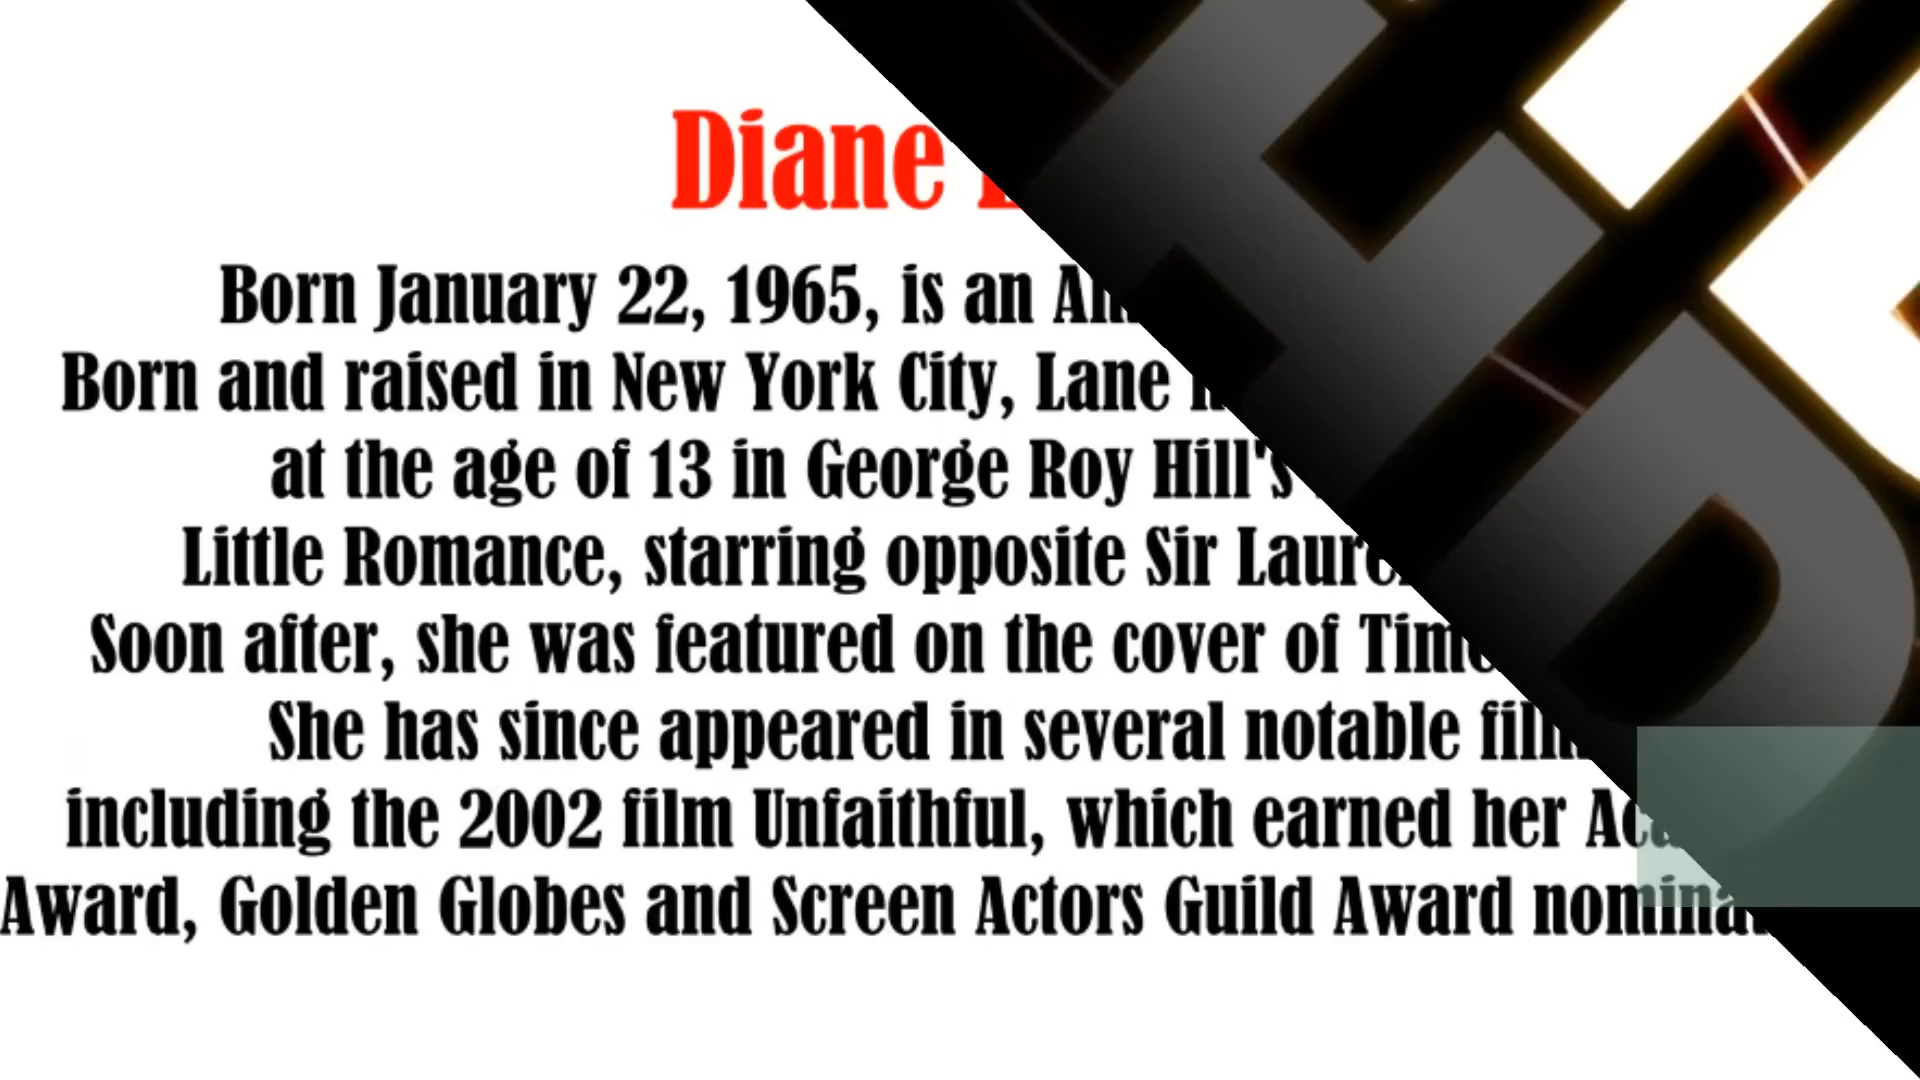 Diane
Born January 22, 1965, is an
Born and raised in New York City, Lane
at the age of 13 in George Roy Hill's
Little Romance, starring opposite Sir
Soon after, she was featured on the cover of
She has since appeared in several notable
including the 2002 film Unfaithful, which earned her
Award, Golden Globes and Screen Actors Guild Award